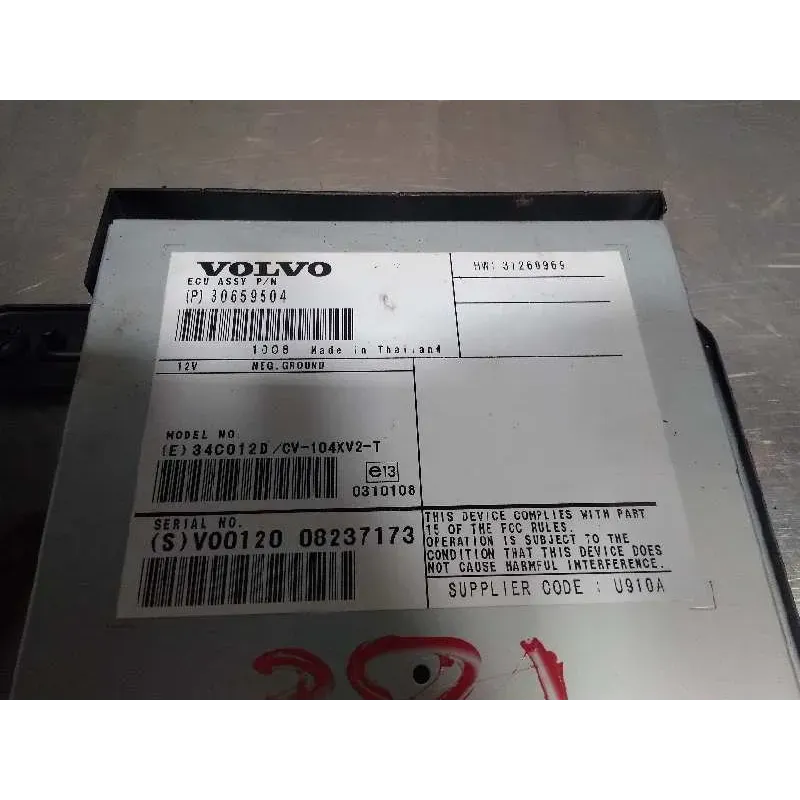 VOLVO
ECU ASSY P/N
(P) 30659504
HW: 31260969
1008 Made in Thailand
12V NEG. GROUND
MODEL NO.
(E) 34C012D/CV-104XV2-T
e13
0310108
SERIAL NO.
(S) V00120 08237173
THIS DEVICE COMPLIES WITH PART
15 OF THE FCC RULES.
OPERATION IS SUBJECT TO THE
CONDITION THAT THIS DEVICE DOES
NOT CAUSE HARMFUL INTERFERENCE.
SUPPLIER CODE : U910A